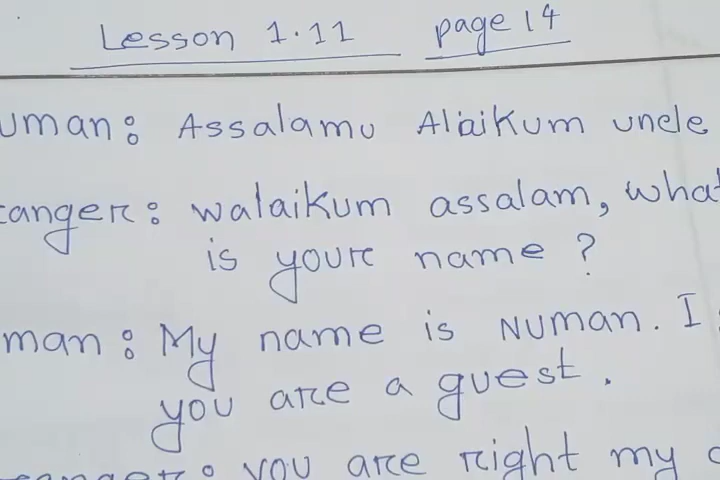 Lesson 1.11 page 14
uman: Assalamu Alaikum uncle
anger: walaikum assalam, what
is your name?
man: My name is Numan. I
you are a guest.
you are right my